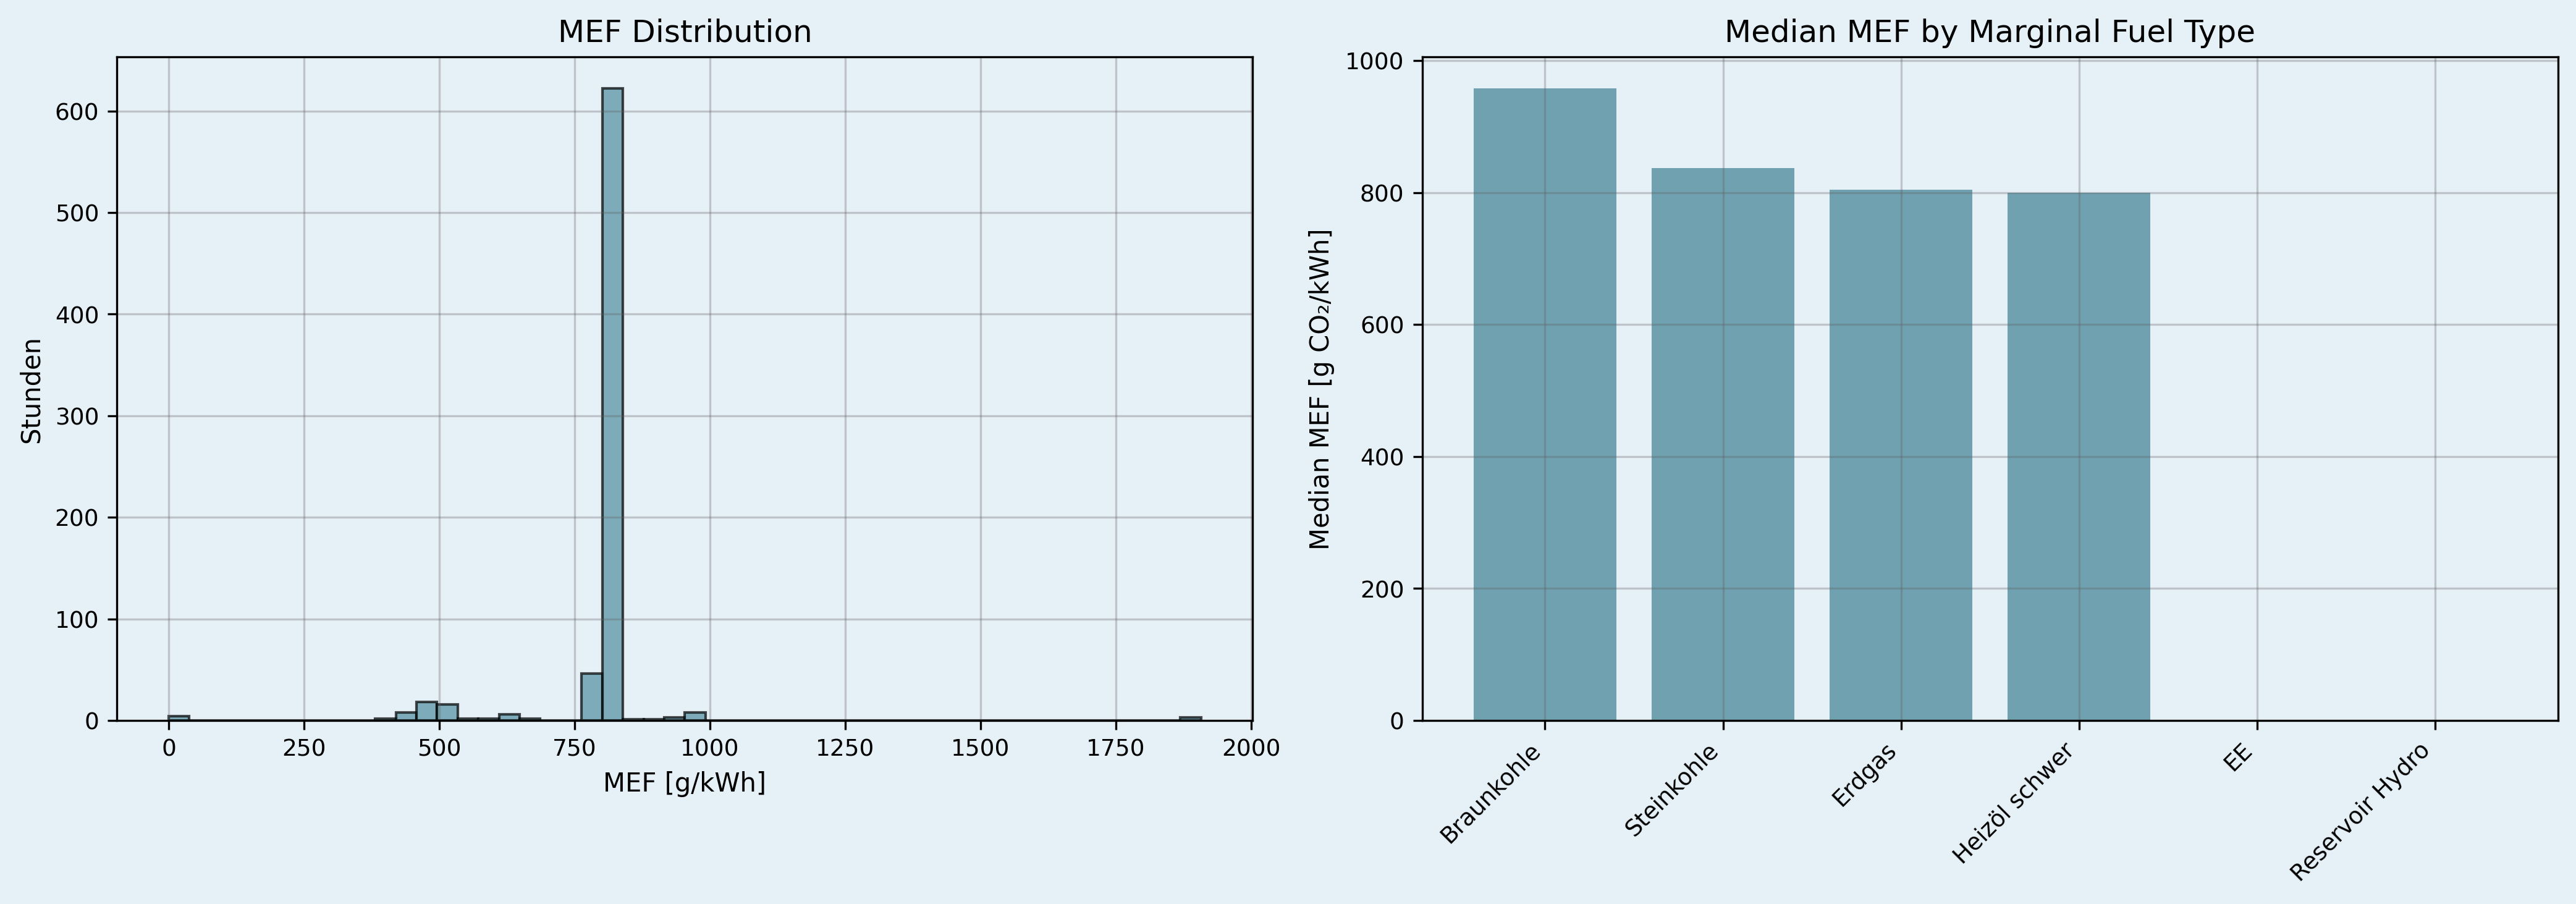 MEF Distribution
Stunden
600
500
400
300
200
100
0
0 250 500 750 1000 1250 1500 1750 2000
MEF [g/kWh]
Median MEF by Marginal Fuel Type
Median MEF [g CO₂/kWh]
1000
800
600
400
200
0
Braunkohle
Steinkohle
Erdgas
Heizöl schwer
EE
Reservoir Hydro